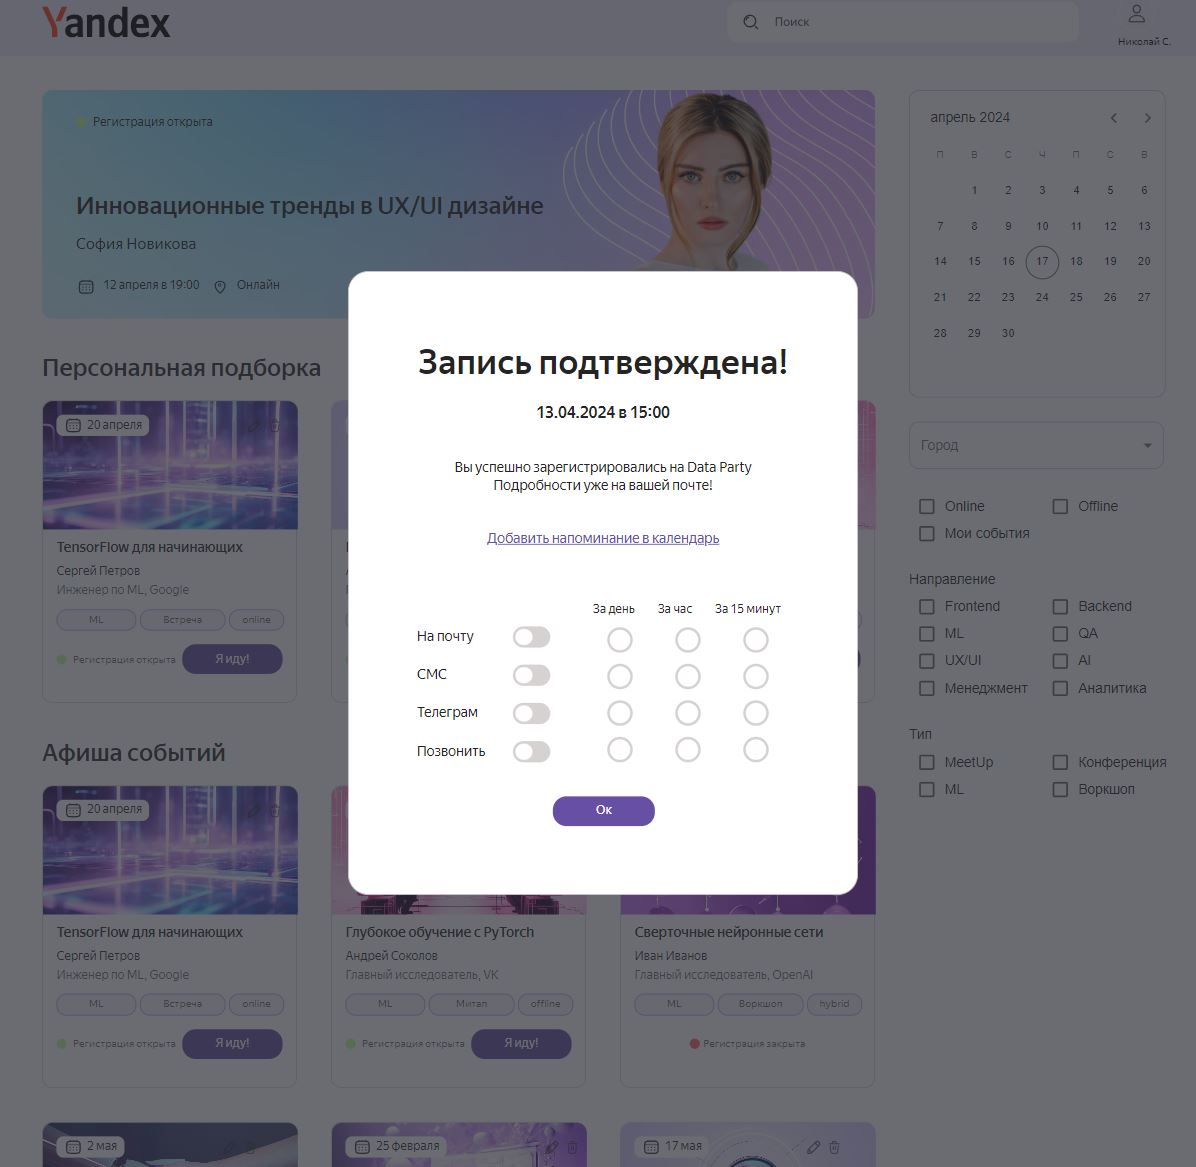 Yandex
Поиск
Николай С.
Регистрация открыта
Инновационные тренды в UX/UI дизайне
София Новикова
12 апреля в 19:00 Онлайн
апрель 2024
П В С Ч П С В
1 2 3 4 5 6
7 8 9 10 11 12 13
14 15 16 17 18 19 20
21 22 23 24 25 26 27
28 29 30
Город
Online Offline
Мои события
Направление
Frontend Backend
ML QA
UX/UI AI
Менеджмент Аналитика
Тип
MeetUp Конференция
ML Воркшоп
Персональная подборка
20 апреля
TensorFlow для начинающих
Сергей Петров
Инженер по ML, Google
ML Встреча online
Регистрация открыта Я иду!
Запись подтверждена!
13.04.2024 в 15:00
Вы успешно зарегистрировались на Data Party
Подробности уже на вашей почте!
Добавить напоминание в календарь
За день За час За 15 минут
На почту
СМС
Телеграм
Позвонить
Ок
Афиша событий
20 апреля
TensorFlow для начинающих
Сергей Петров
Инженер по ML, Google
ML Встреча online
Регистрация открыта Я иду!
Глубокое обучение с PyTorch
Андрей Соколов
Главный исследователь, VK
ML Митап offline
Регистрация открыта Я иду!
Сверточные нейронные сети
Иван Иванов
Главный исследователь, OpenAI
ML Воркшоп hybrid
Регистрация закрыта
2 мая
25 февраля
17 мая